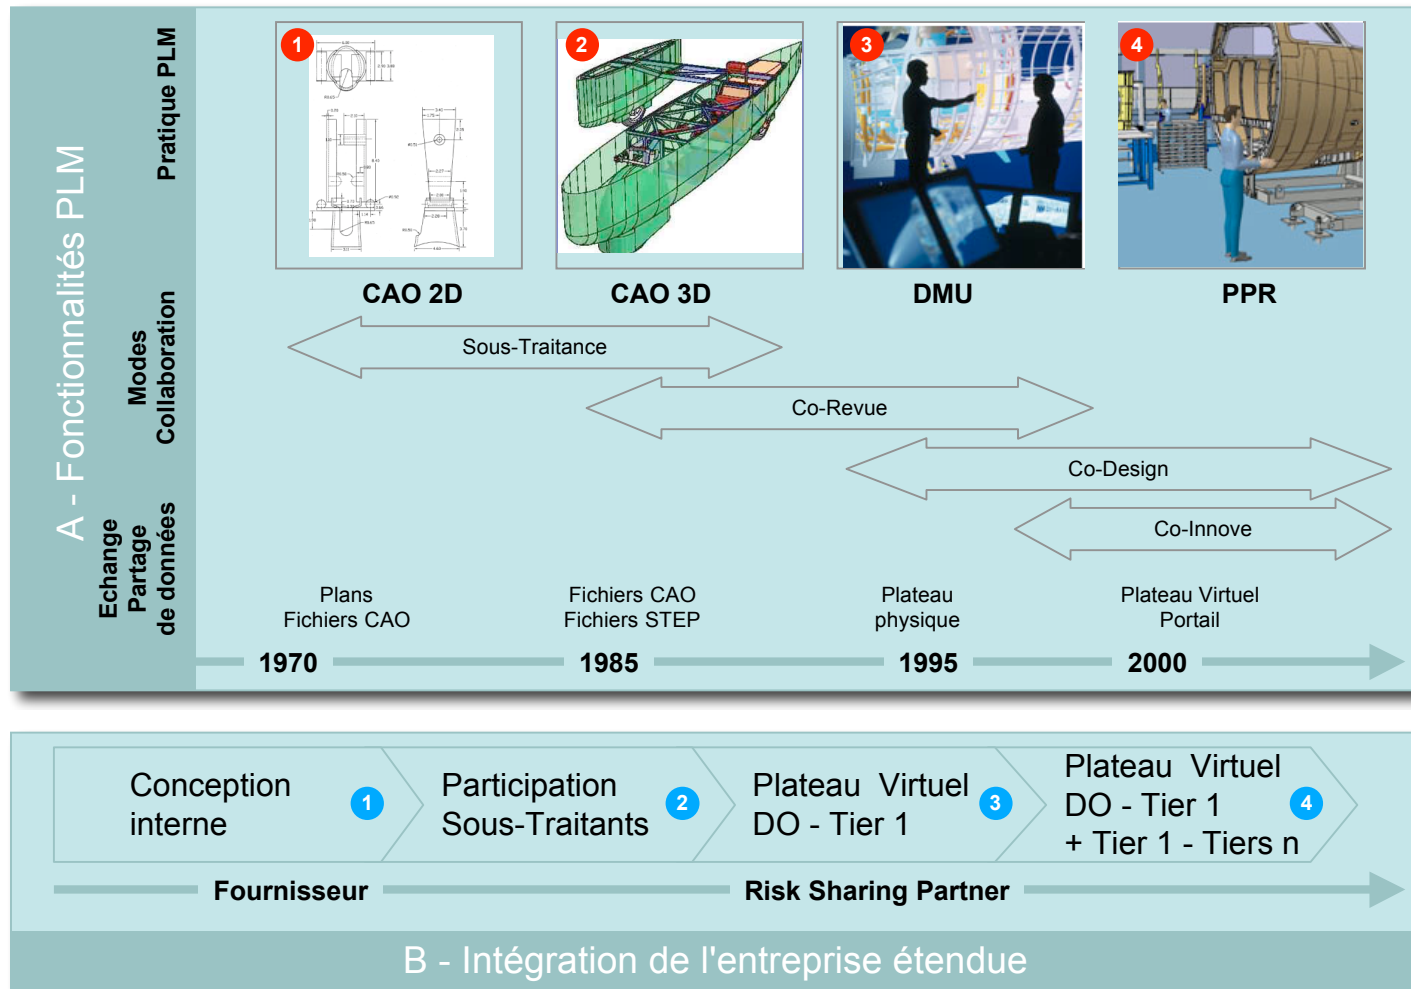 A - Fonctionnalités PLM
Pratique PLM
1
2
3
4
CAO 2D
CAO 3D
DMU
PPR
Modes
Collaboration
Sous-Traitance
Co-Revue
Co-Design
Co-Innove
Echange
Partage
de données
Plans
Fichiers CAO
Fichiers CAO
Fichiers STEP
Plateau
physique
Plateau Virtuel
Portail
1970
1985
1995
2000
Conception
interne
1
Participation
Sous-Traitants
2
Plateau Virtuel
DO - Tier 1
3
Plateau Virtuel
DO - Tier 1
+ Tier 1 - Tiers n
4
Fournisseur
Risk Sharing Partner
B - Intégration de l'entreprise étendue